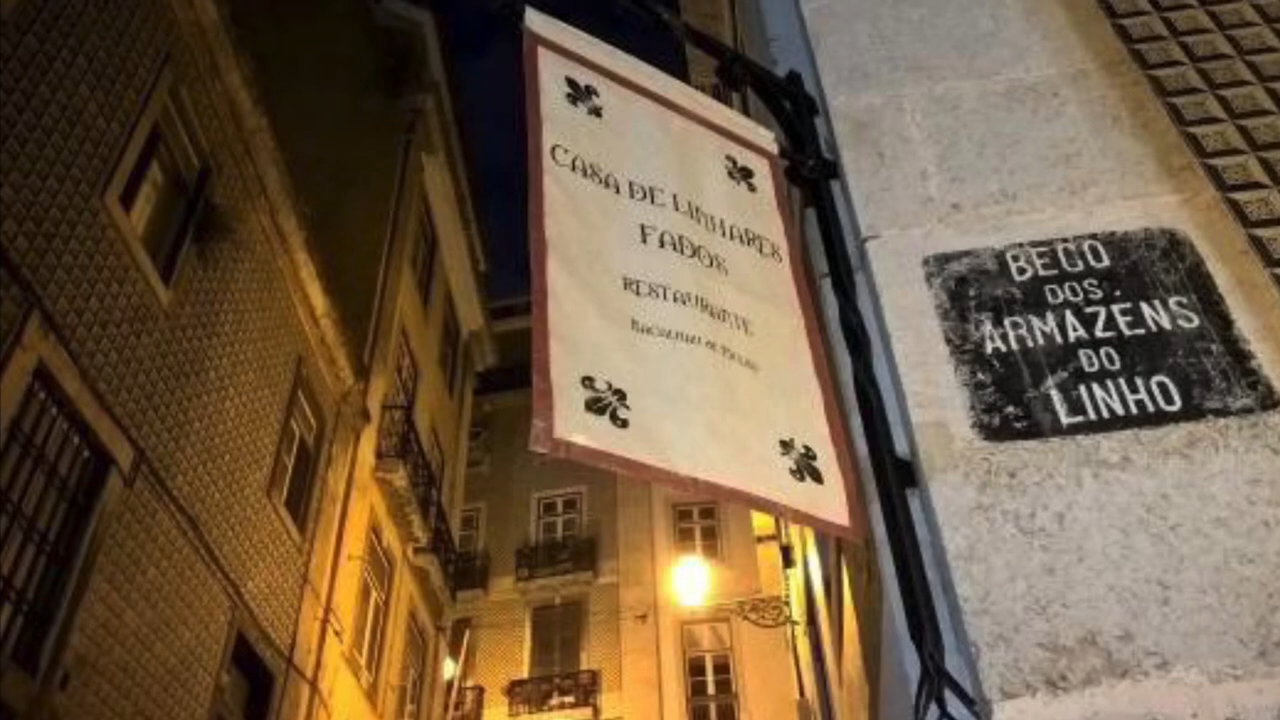 CASA DE LINHARES
FADOS
RESTAURANTE
BECO
DOS
ARMAZÉNS
DO
LINHO